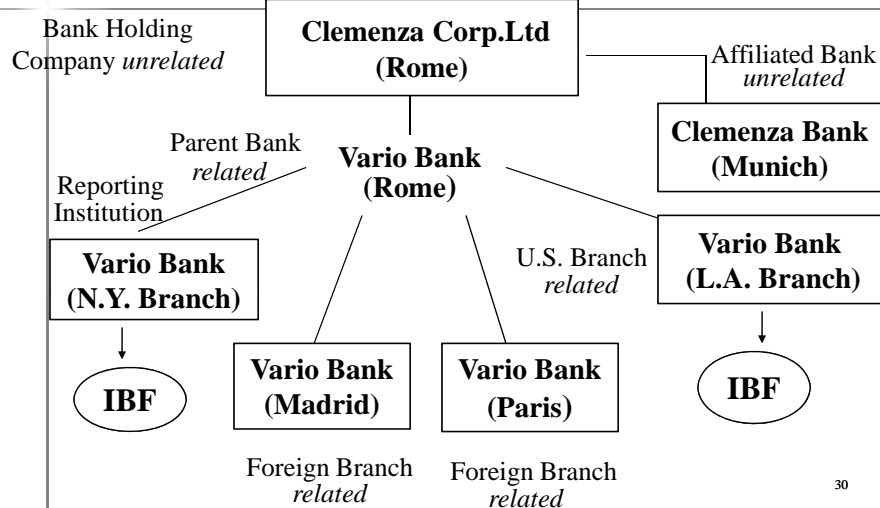 Bank Holding
Company unrelated
Clemenza Corp.Ltd
(Rome)
Affiliated Bank
unrelated
Clemenza Bank
(Munich)
Parent Bank
related
Vario Bank
(Rome)
Reporting
Institution
Vario Bank
(N.Y. Branch)
U.S. Branch
related
Vario Bank
(L.A. Branch)
IBF
Vario Bank
(Madrid)
Vario Bank
(Paris)
IBF
Foreign Branch
related
Foreign Branch
related
30